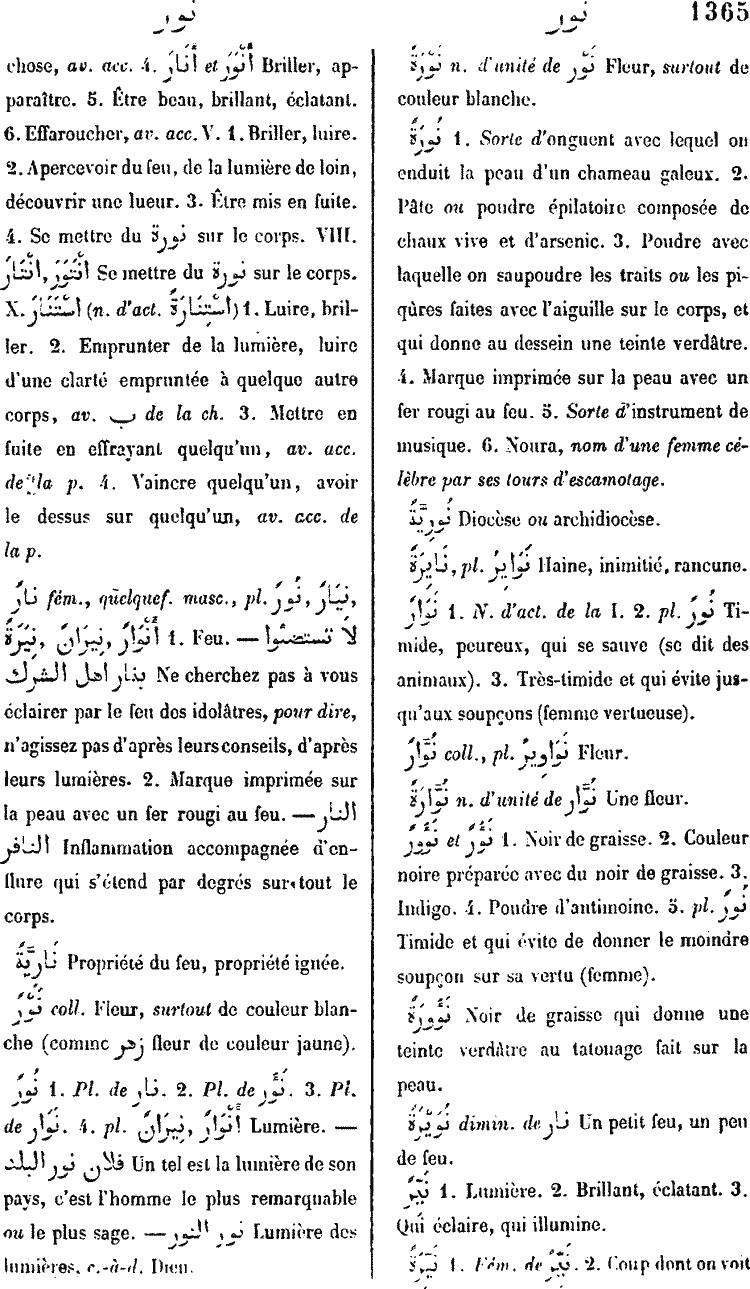 نور
نور 1365
chose, av. acc. 4. أَنَارَ et أَنْوَرَ Briller, ap-
paraître. 5. Être beau, brillant, éclatant.
6. Effaroucher, av. acc. V. 1. Briller, luire.
2. Apercevoir du feu, de la lumière de loin,
découvrir une lueur. 3. Être mis en fuite.
4. Se mettre du نورة sur le corps. VIII.
اِنْتَوَرَ, اِنْتَارَ Se mettre du نورة sur le corps.
X. اِسْتَنَارَ (n. d'act. اِسْتِنَارَةٌ) 1. Luire, bril-
ler. 2. Emprunter de la lumière, luire
d'une clarté empruntée à quelque autre
corps, av. ب de la ch. 3. Mettre en
fuite en effrayant quelqu'un, av. acc.
de la p. 4. Vaincre quelqu'un, avoir
le dessus sur quelqu'un, av. acc. de
la p.
نَارٌ fém., quelquef. masc., pl. نُورٌ, نِيَارٌ,
أَنْوَارٌ, نِيرَانٌ, نِيَرَةٌ 1. Feu. — لا تستضئوا
بنار اهل الشرك Ne cherchez pas à vous
éclairer par le feu des idolâtres, pour dire,
n'agissez pas d'après leurs conseils, d'après
leurs lumières. 2. Marque imprimée sur
la peau avec un fer rougi au feu. — النار
النافر Inflammation accompagnée d'en-
flure qui s'étend par degrés sur tout le
corps.
نَارِيَّةٌ Propriété du feu, propriété ignée.
نَوْرٌ coll. Fleur, surtout de couleur blan-
che (comme زهر fleur de couleur jaune).
نُورٌ 1. Pl. de نار. 2. Pl. de نَؤُر. 3. Pl.
de نَوَار. 4. pl. أَنْوَارٌ, نِيرَانٌ Lumière. —
فلان نور البلد Un tel est la lumière de son
pays, c'est l'homme le plus remarquable
ou le plus sage. — نور النور Lumière des
lumières, c.-à-d. Dieu.
نَوْرَةٌ n. d'unité de نَوْر Fleur, surtout de
couleur blanche.
نُورَةٌ 1. Sorte d'onguent avec lequel on
enduit la peau d'un chameau galeux. 2.
Pâte ou poudre épilatoire composée de
chaux vive et d'arsenic. 3. Poudre avec
laquelle on saupoudre les traits ou les pi-
qûres faites avec l'aiguille sur le corps, et
qui donne au dessein une teinte verdâtre.
4. Marque imprimée sur la peau avec un
fer rougi au feu. 5. Sorte d'instrument de
musique. 6. Noura, nom d'une femme cé-
lèbre par ses tours d'escamotage.
نُورِيَّةٌ Diocèse ou archidiocèse.
نَايِرَةٌ, pl. نَوَايِرُ Haine, inimitié, rancune.
نَوَارٌ 1. N. d'act. de la I. 2. pl. نُورٌ Ti-
mide, peureux, qui se sauve (se dit des
animaux). 3. Très-timide et qui évite jus-
qu'aux soupçons (femme vertueuse).
نُوَّارٌ coll., pl. نَوَاوِيرُ Fleur.
نُوَّارَةٌ n. d'unité de نُوَّار Une fleur.
نَؤُورٌ et نَؤُرٌ 1. Noir de graisse. 2. Couleur
noire préparée avec du noir de graisse. 3.
Indigo. 4. Poudre d'antimoine. 5. pl. نُورٌ
Timide et qui évite de donner le moindre
soupçon sur sa vertu (femme).
نَؤُورَةٌ Noir de graisse qui donne une
teinte verdâtre au tatouage fait sur la
peau.
نُوَيْرَةٌ dimin. de نار Un petit feu, un peu
de feu.
نَيِّرٌ 1. Lumière. 2. Brillant, éclatant. 3.
Qui éclaire, qui illumine.
نَيِّرَةٌ 1. Fém. de نَيِّر. 2. Coup dont on voit